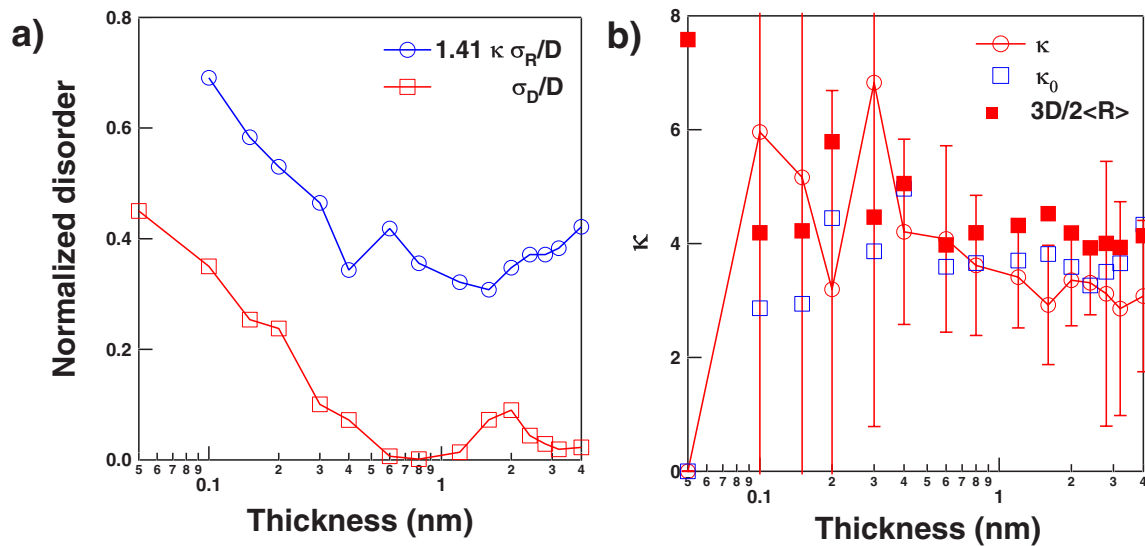 a)
Normalized disorder
0.8
0.6
0.4
0.2
0.0
1.41 κ σ_R/D
σ_D/D
5 6 7 8 9 2 3 4 5 6 7 8 9 2 3 4
0.1 1
Thickness (nm)
b)
κ
8
6
4
2
0
κ
κ_0
3D/2<R>
5 6 7 8 9 2 3 4 5 6 7 8 9 2 3 4
0.1 1
Thickness (nm)